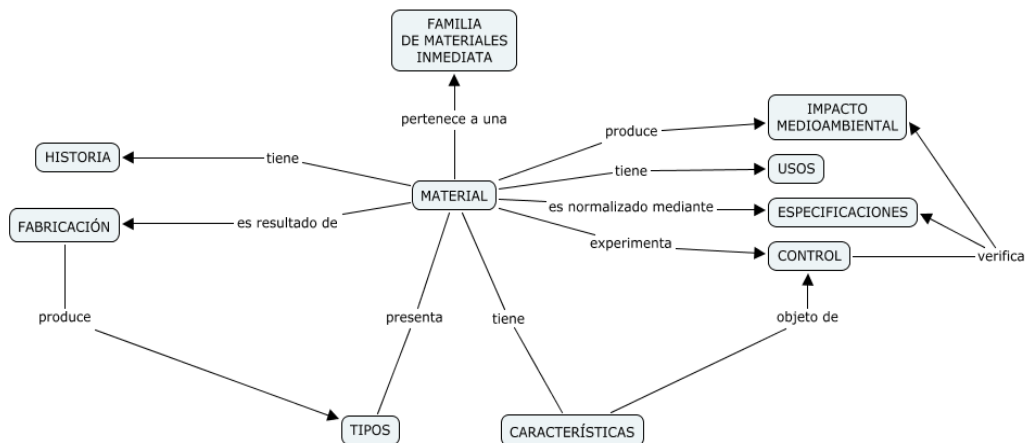 FAMILIA
DE MATERIALES
INMEDIATA
pertenece a una
IMPACTO
MEDIOAMBIENTAL
produce
HISTORIA
tiene
tiene
USOS
MATERIAL
FABRICACIÓN
es resultado de
es normalizado mediante
ESPECIFICACIONES
experimenta
CONTROL
verifica
produce
presenta
tiene
objeto de
TIPOS
CARACTERÍSTICAS